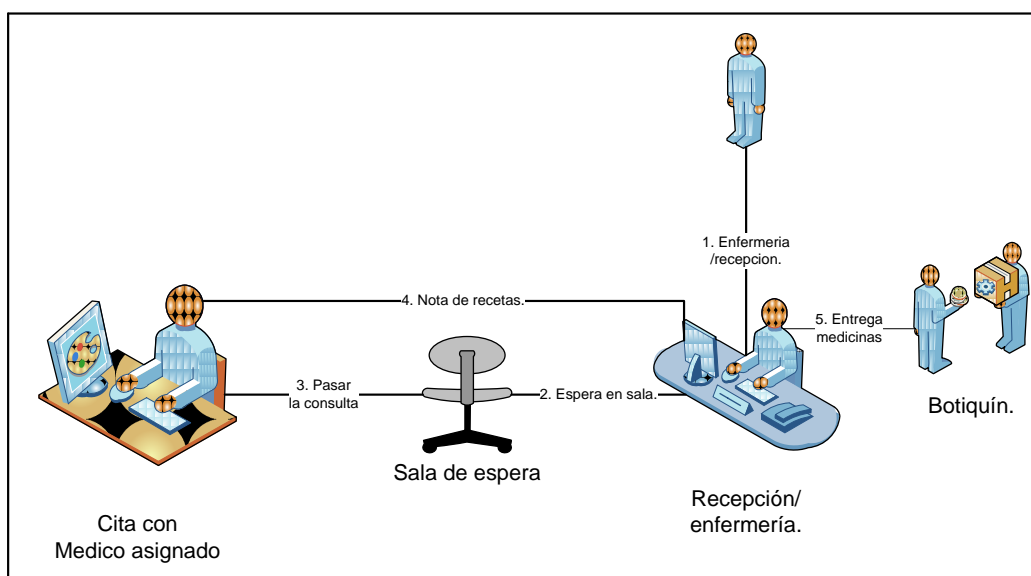 1. Enfermeria
/recepcion.
4. Nota de recetas.
5. Entrega
medicinas
3. Pasar
la consulta
2. Espera en sala.
Botiquín.
Sala de espera
Recepción/
enfermería.
Cita con
Medico asignado